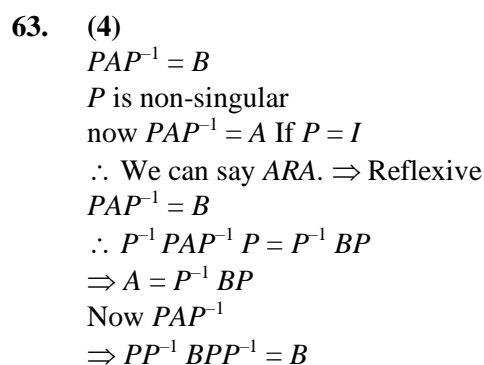 63. (4)
PAP⁻¹ = B
P is non-singular
now PAP⁻¹ = A If P = I
∴ We can say ARA. ⇒ Reflexive
PAP⁻¹ = B
∴ P⁻¹ PAP⁻¹ P = P⁻¹ BP
⇒ A = P⁻¹ BP
Now PAP⁻¹
⇒ PP⁻¹ BPP⁻¹ = B